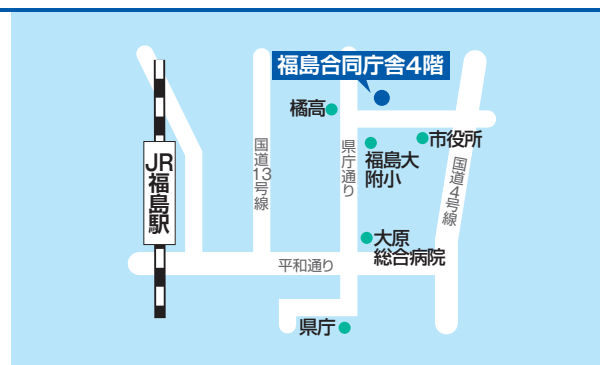 福島合同庁舎4階
橘高
市役所
福島大
附小
国道13号線
県庁通り
国道4号線
JR
福島駅
大原
総合病院
平和通り
県庁